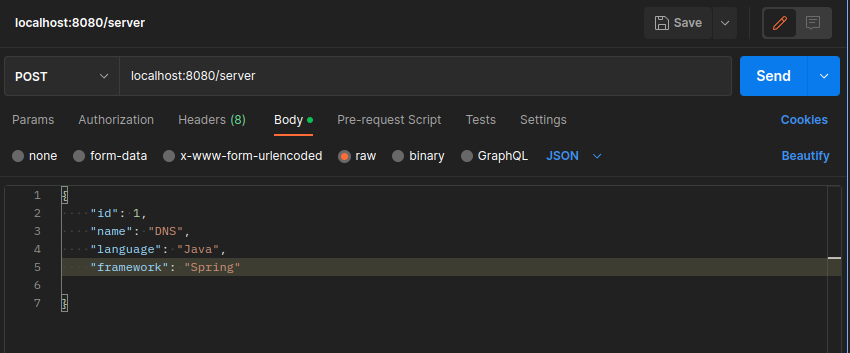 localhost:8080/server
Save
POST
localhost:8080/server
Send
Params Authorization Headers (8) Body Pre-request Script Tests Settings Cookies
none form-data x-www-form-urlencoded raw binary GraphQL JSON Beautify
1 {
2 "id": 1,
3 "name": "DNS",
4 "language": "Java",
5 "framework": "Spring"
6
7 }